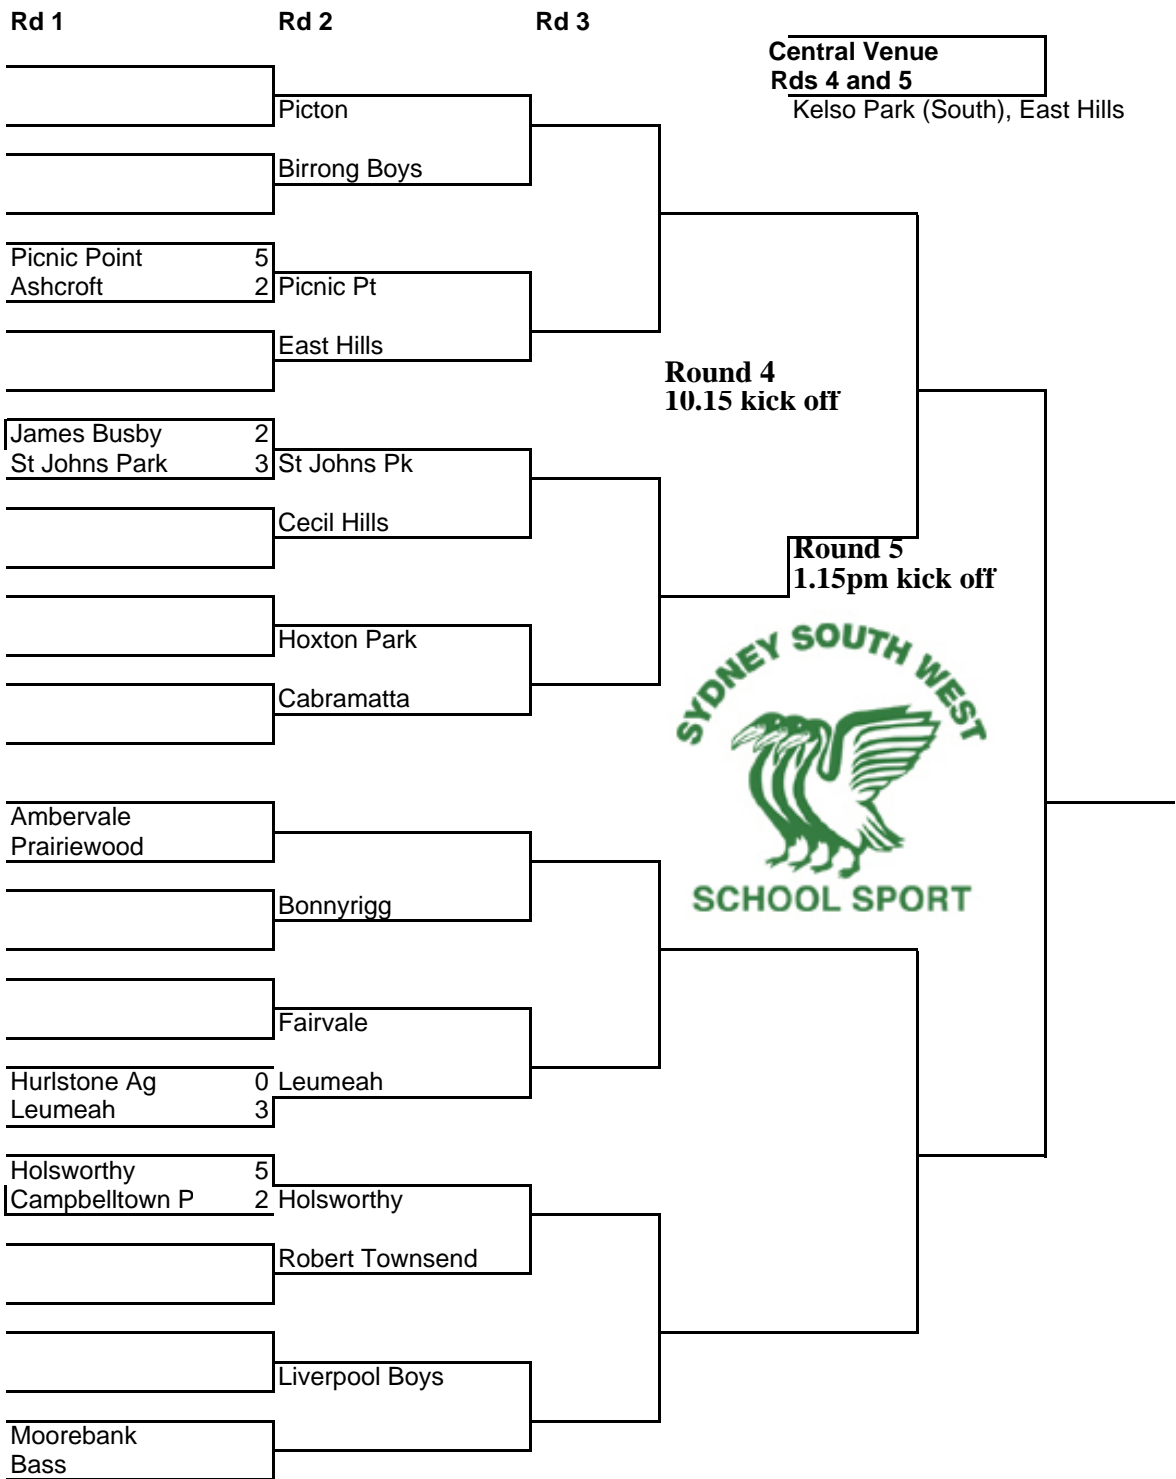 Rd 1 Rd 2 Rd 3
Central Venue
Rds 4 and 5
Picton
Kelso Park (South), East Hills
Birrong Boys
Picnic Point 5
Ashcroft 2 Picnic Pt
East Hills
Round 4
10.15 kick off
James Busby 2
St Johns Park 3 St Johns Pk
Cecil Hills
Round 5
1.15pm kick off
Hoxton Park
Cabramatta
SYDNEY SOUTH WEST
SCHOOL SPORT
Ambervale
Prairiewood
Bonnyrigg
Fairvale
Hurlstone Ag 0 Leumeah
Leumeah 3
Holsworthy 5
Campbelltown P 2 Holsworthy
Robert Townsend
Liverpool Boys
Moorebank
Bass